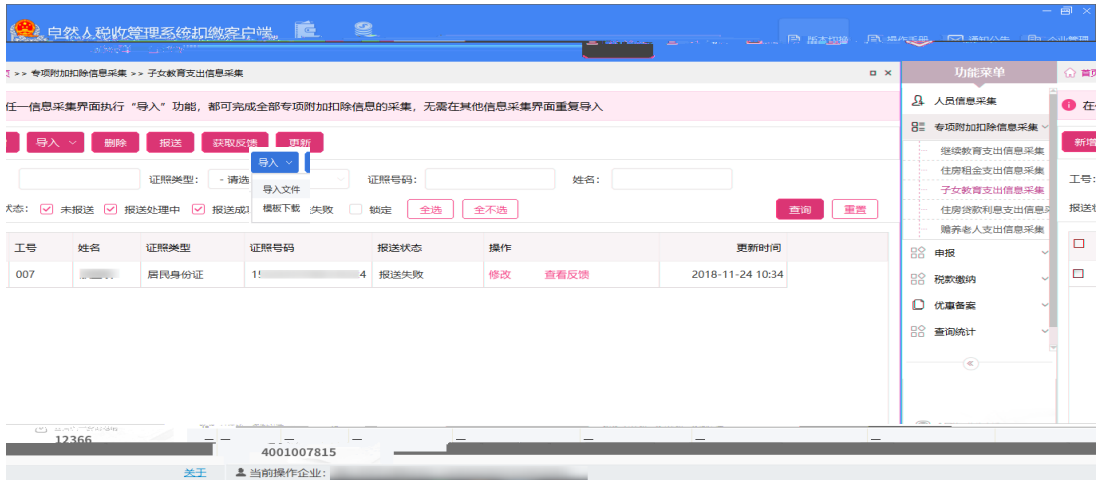 自然人税收管理系统扣缴客户端
>> 专项附加扣除信息采集 >> 子女教育支出信息采集
任一信息采集界面执行“导入”功能，都可完成全部专项附加扣除信息的采集，无需在其他信息采集界面重复导入
导入 删除 报送 获取反馈 更新
导入
导入文件
模板下载
证照类型： - 请选 证照号码： 姓名：
状态： 未报送 报送处理中 报送成 失败 锁定 全选 全不选 查询 重置
工号 姓名 证照类型 证照号码 报送状态 操作 更新时间
007 居民身份证 15 4 报送失败 修改 查看反馈 2018-11-24 10:34
功能菜单
人员信息采集
专项附加扣除信息采集
继续教育支出信息采集
住房租金支出信息采集
子女教育支出信息采集
住房贷款利息支出信息
赡养老人支出信息采集
申报
税款缴纳
优惠备案
查询统计
首页
在
新增
工号：
报送状
12366
4001007815
关于 当前操作企业：